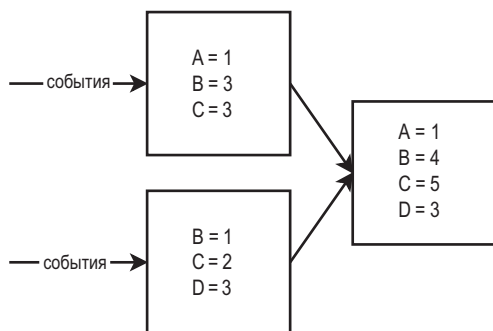 события
A = 1
B = 3
C = 3
A = 1
B = 4
C = 5
D = 3
события
B = 1
C = 2
D = 3